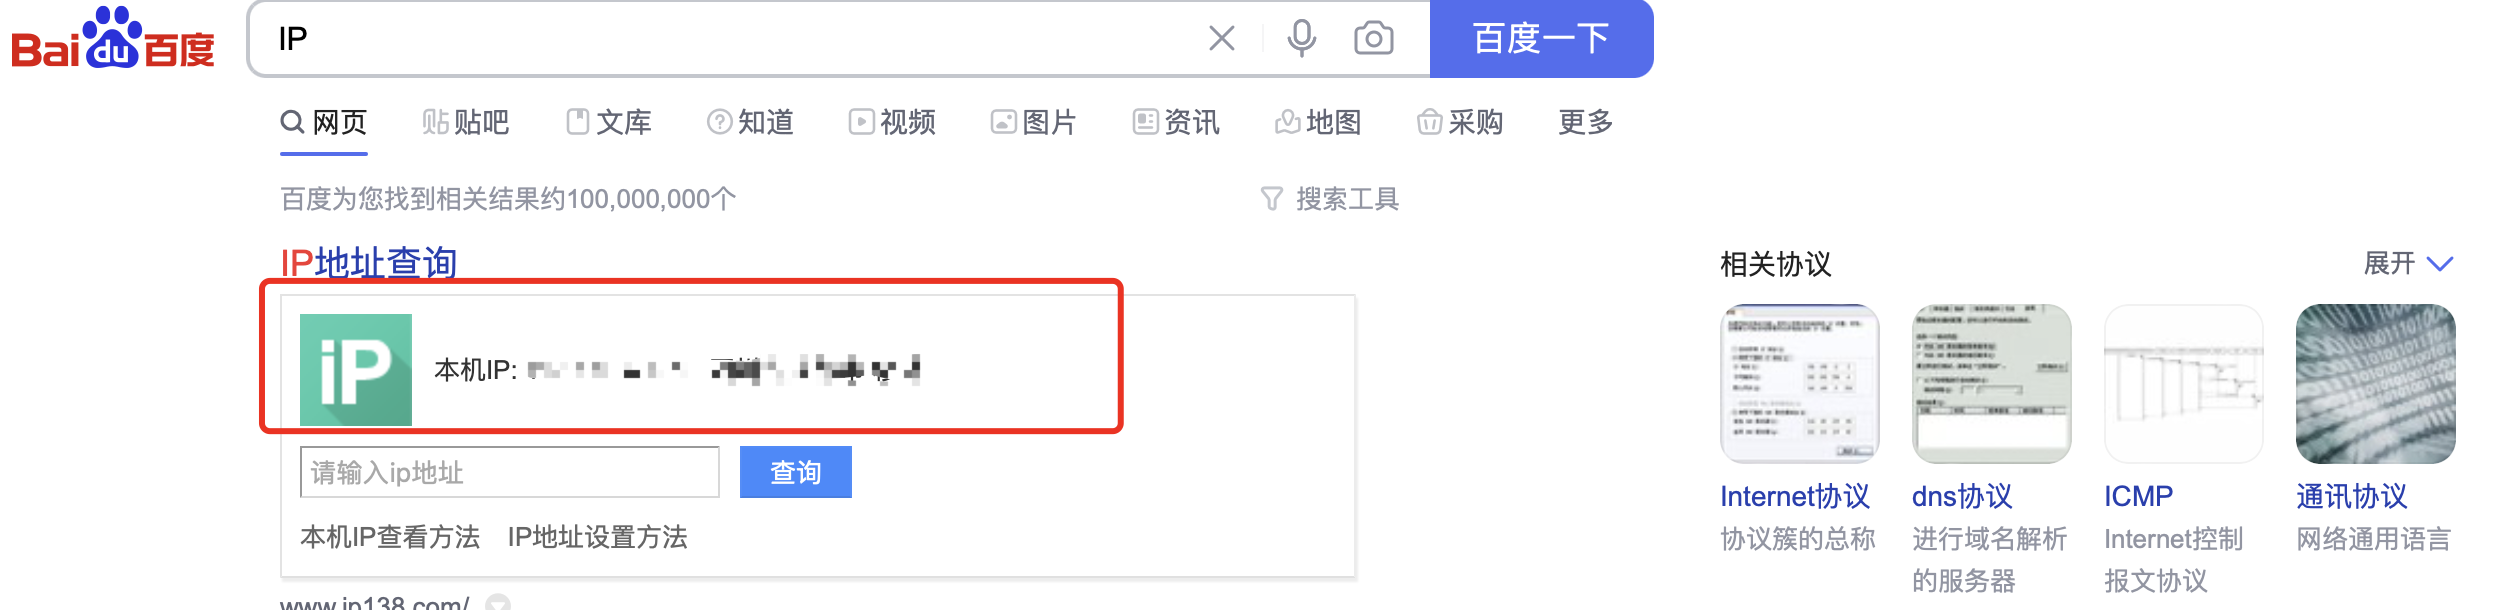 Bai 百度
IP
百度一下
网页 贴吧 文库 知道 视频 图片 资讯 地图 采购 更多
百度为您找到相关结果约100,000,000个
搜索工具
IP地址查询
iP
本机IP:
请输入ip地址
查询
本机IP查看方法 IP地址设置方法
www.ip138.com/
相关协议
展开
Internet协议
协议簇的总称
dns协议
进行域名解析
的服务器
ICMP
Internet控制
报文协议
通讯协议
网络通用语言